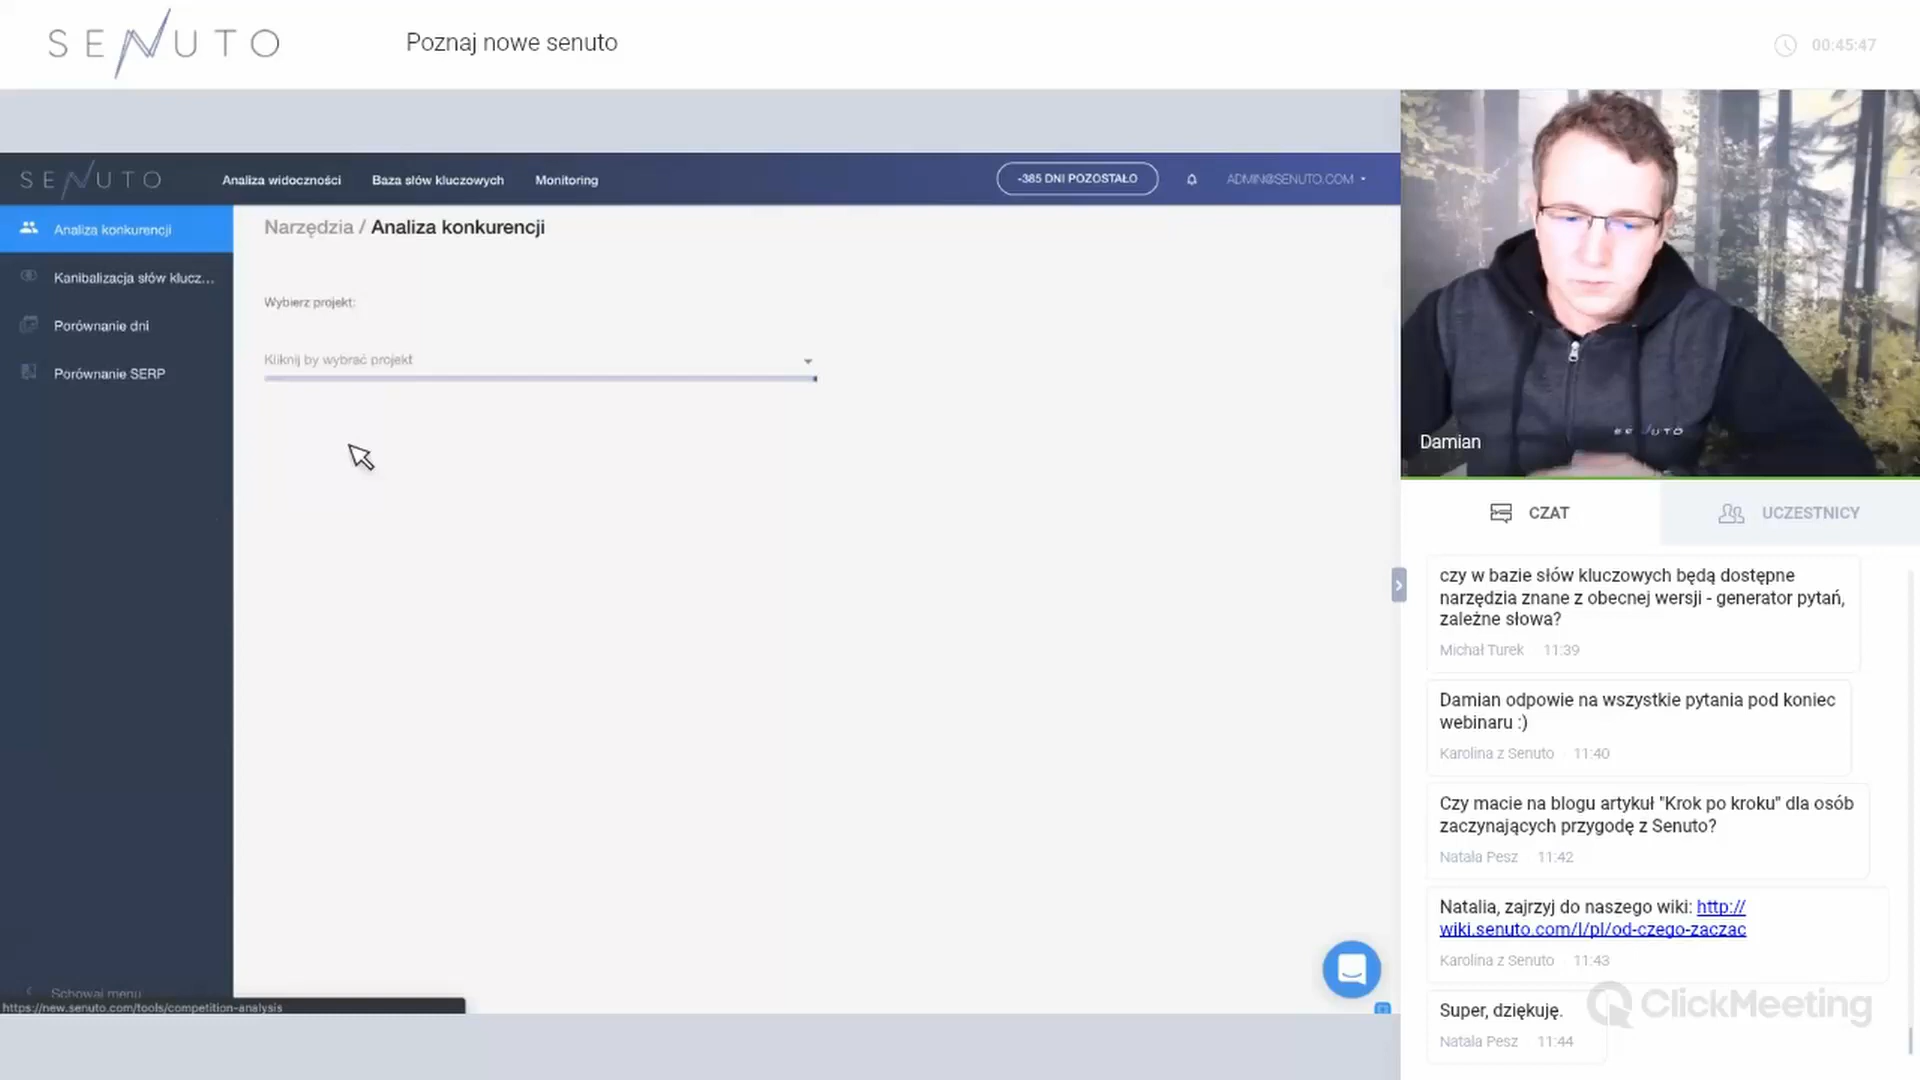 SENUTO
Poznaj nowe senuto
00:45:47
SENUTO
Analiza widoczności
Baza słów kluczowych
Monitoring
-385 DNI POZOSTAŁO
ADMIN@SENUTO.COM
Analiza konkurencji
Kanibalizacja słów klucz...
Porównanie dni
Porównanie SERP
Schowaj menu
https://new.senuto.com/tools/competition-analysis
Narzędzia / Analiza konkurencji
Wybierz projekt:
Kliknij by wybrać projekt
SENUTO
Damian
CZAT
UCZESTNICY
czy w bazie słów kluczowych będą dostępne
narzędzia znane z obecnej wersji - generator pytań,
zależne słowa?
Michał Turek 11:39
Damian odpowie na wszystkie pytania pod koniec
webinaru :)
Karolina z Senuto 11:40
Czy macie na blogu artykuł "Krok po kroku" dla osób
zaczynających przygodę z Senuto?
Natala Pesz 11:42
Natalia, zajrzyj do naszego wiki: http://
wiki.senuto.com/l/pl/od-czego-zaczac
Karolina z Senuto 11:43
Super, dziękuję.
Natala Pesz 11:44
ClickMeeting